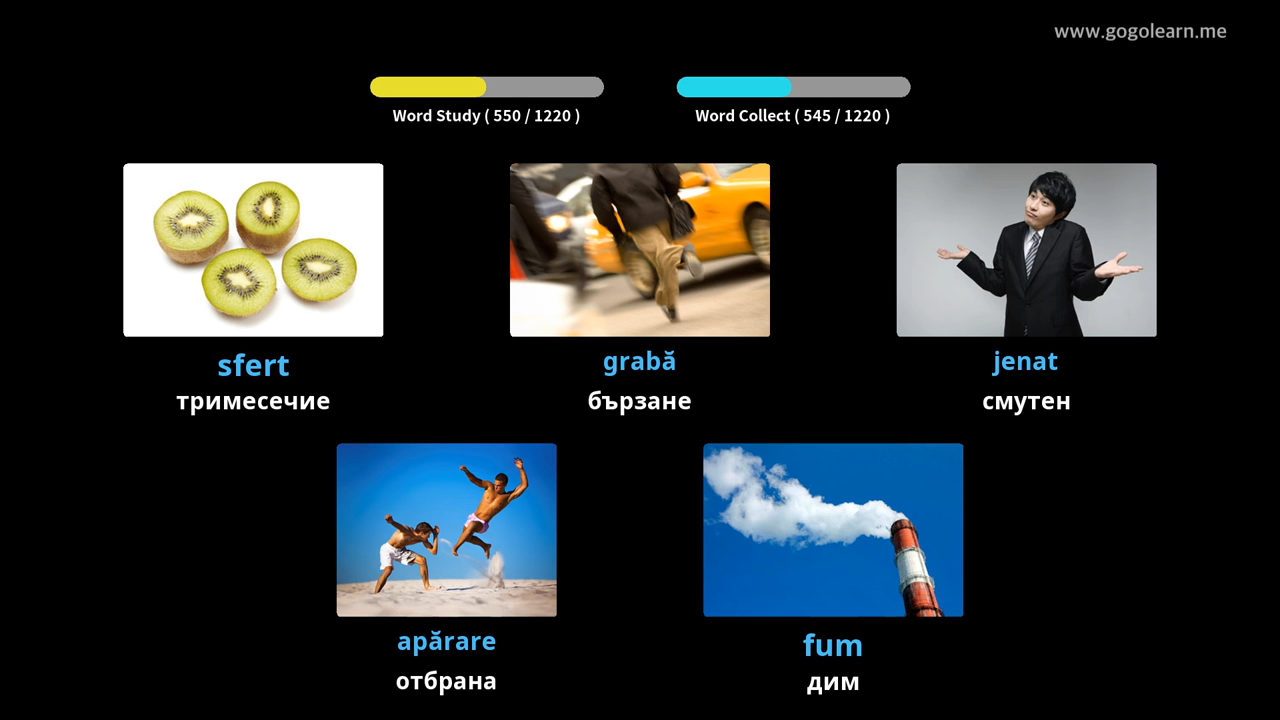 www.gogolearn.me
Word Study ( 550 / 1220 )
Word Collect ( 545 / 1220 )
sfert
тримесечие
grabă
бързане
jenat
смутен
apărare
отбрана
fum
дим